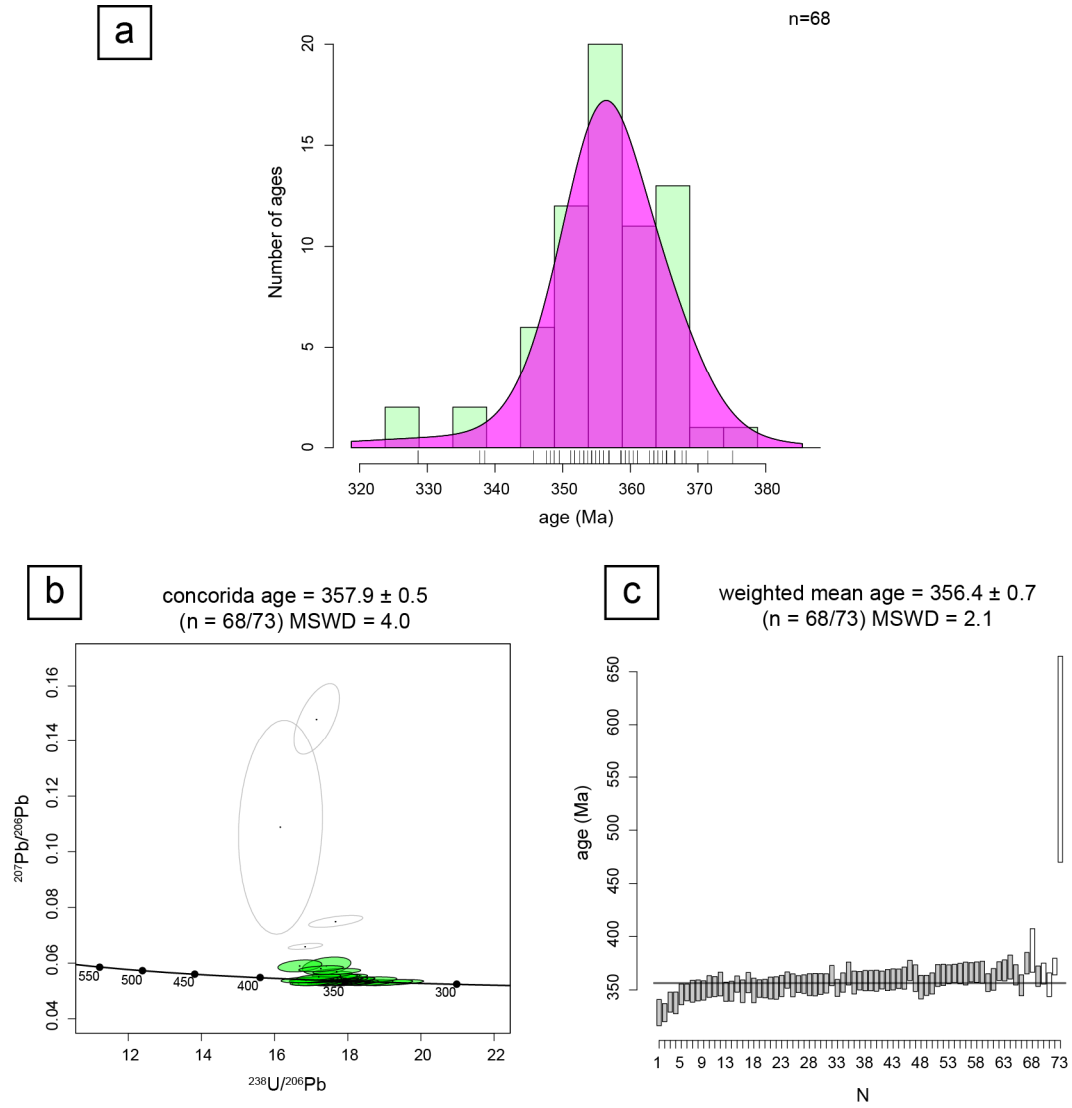 a
n=68
20
15
10
5
0
Number of ages
320 330 340 350 360 370 380
age (Ma)
b
concorida age = 357.9 ± 0.5
(n = 68/73) MSWD = 4.0
0.16
0.14
0.12
0.10
0.08
0.06
0.04
207Pb/206Pb
550 500 450 400 350 300
12 14 16 18 20 22
238U/206Pb
c
weighted mean age = 356.4 ± 0.7
(n = 68/73) MSWD = 2.1
650
600
550
500
450
400
350
age (Ma)
1 5 9 13 18 23 28 33 38 43 48 53 58 63 68 73
N